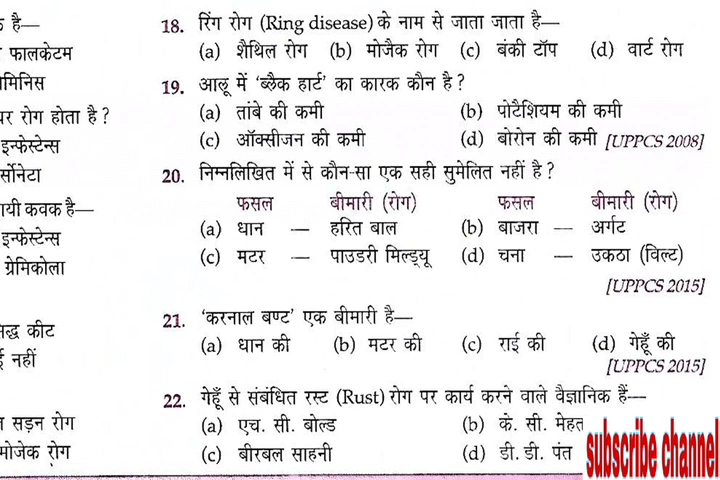 है—
फालकेटम
मिनिस
र रोग होता है ?
इन्फेस्टेन्स
र्सोनेटा
यी कवक है—
इन्फेस्टेन्स
ग्रेमिकोला
द्ध कीट
नहीं
सड़न रोग
मोजेक रोग
18. रिंग रोग (Ring disease) के नाम से जाता जाता है—
(a) शैथिल रोग (b) मोजैक रोग (c) बंकी टॉप (d) वार्ट रोग
19. आलू में ‘ब्लैक हार्ट’ का कारक कौन है ?
(a) तांबे की कमी (b) पोटैशियम की कमी
(c) ऑक्सीजन की कमी (d) बोरोन की कमी [UPPCS 2008]
20. निम्नलिखित में से कौन-सा एक सही सुमेलित नहीं है ?
फसल बीमारी (रोग) फसल बीमारी (रोग)
(a) धान — हरित बाल (b) बाजरा — अर्गट
(c) मटर — पाउडरी मिल्ड्यू (d) चना — उकठा (विल्ट)
[UPPCS 2015]
21. ‘करनाल बण्ट’ एक बीमारी है—
(a) धान की (b) मटर की (c) राई की (d) गेहूँ की
[UPPCS 2015]
22. गेहूँ से संबंधित रस्ट (Rust) रोग पर कार्य करने वाले वैज्ञानिक हैं—
(a) एच. सी. बोल्ड (b) के. सी. मेहत
(c) बीरबल साहनी (d) डी. डी. पंत
subscribe channel